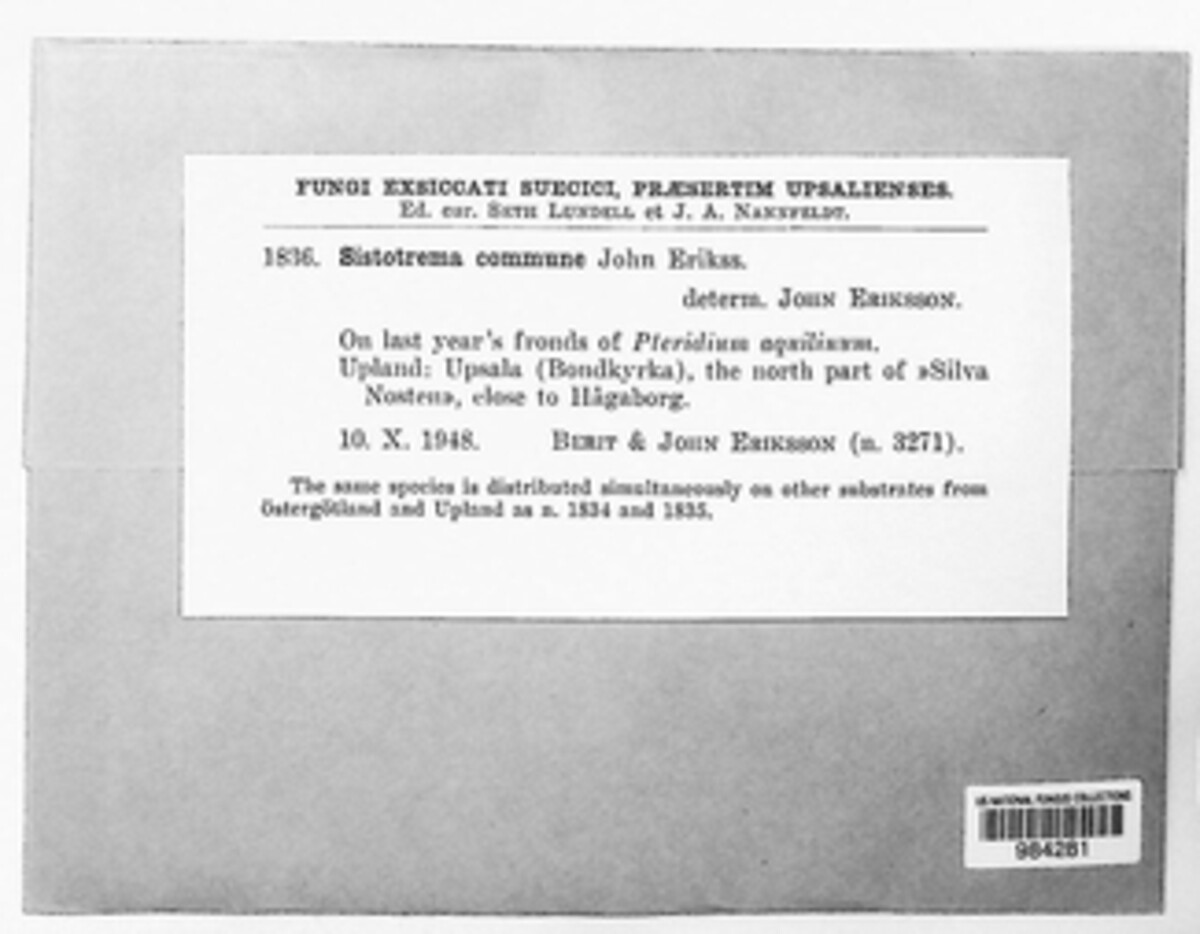 FUNGI EXSICCATI SUECICI, PRÆSERTIM UPSALIENSES.
Ed. cur. SETH LUNDELL et J. A. NANNFELDT.
1836. Sistotrema commune John Erikss.
determ. JOHN ERIKSSON.
On last year's fronds of Pteridium aquilinum.
Upland: Upsala (Bondkyrka), the north part of »Silva
Nosten», close to Hågaborg.
10. X. 1948. BERIT & JOHN ERIKSSON (n. 3271).
The same species is distributed simultaneously on other substrates from
Östergötland and Upland as n. 1834 and 1835.
US NATIONAL FUNGUS COLLECTIONS
984281